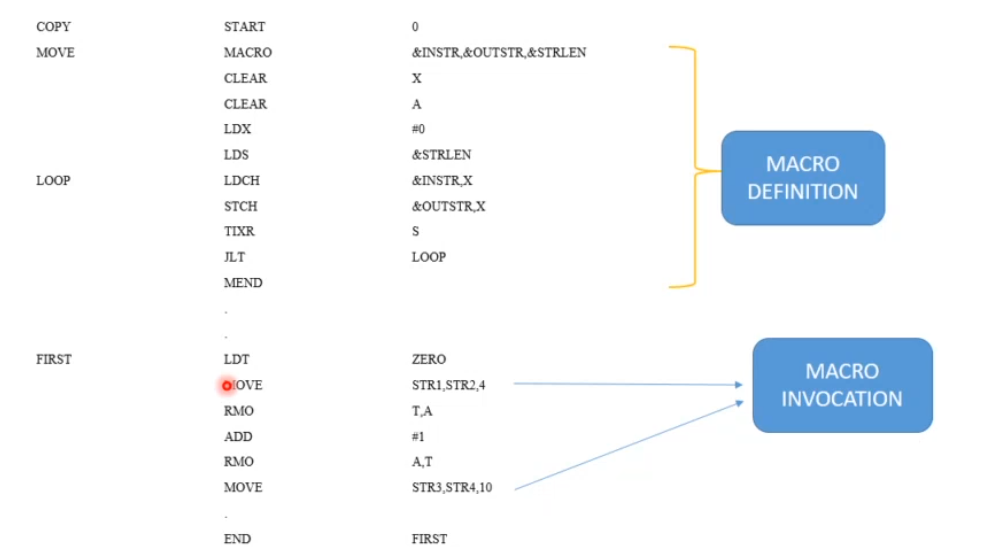 COPY START 0
MOVE MACRO &INSTR,&OUTSTR,&STRLEN
CLEAR X
CLEAR A
LDX #0
LDS &STRLEN
LOOP LDCH &INSTR,X
STCH &OUTSTR,X
TIXR S
JLT LOOP
MEND
.
.
FIRST LDT ZERO
MOVE STR1,STR2,4
RMO T,A
ADD #1
RMO A,T
MOVE STR3,STR4,10
.
END FIRST
MACRO
DEFINITION
MACRO
INVOCATION